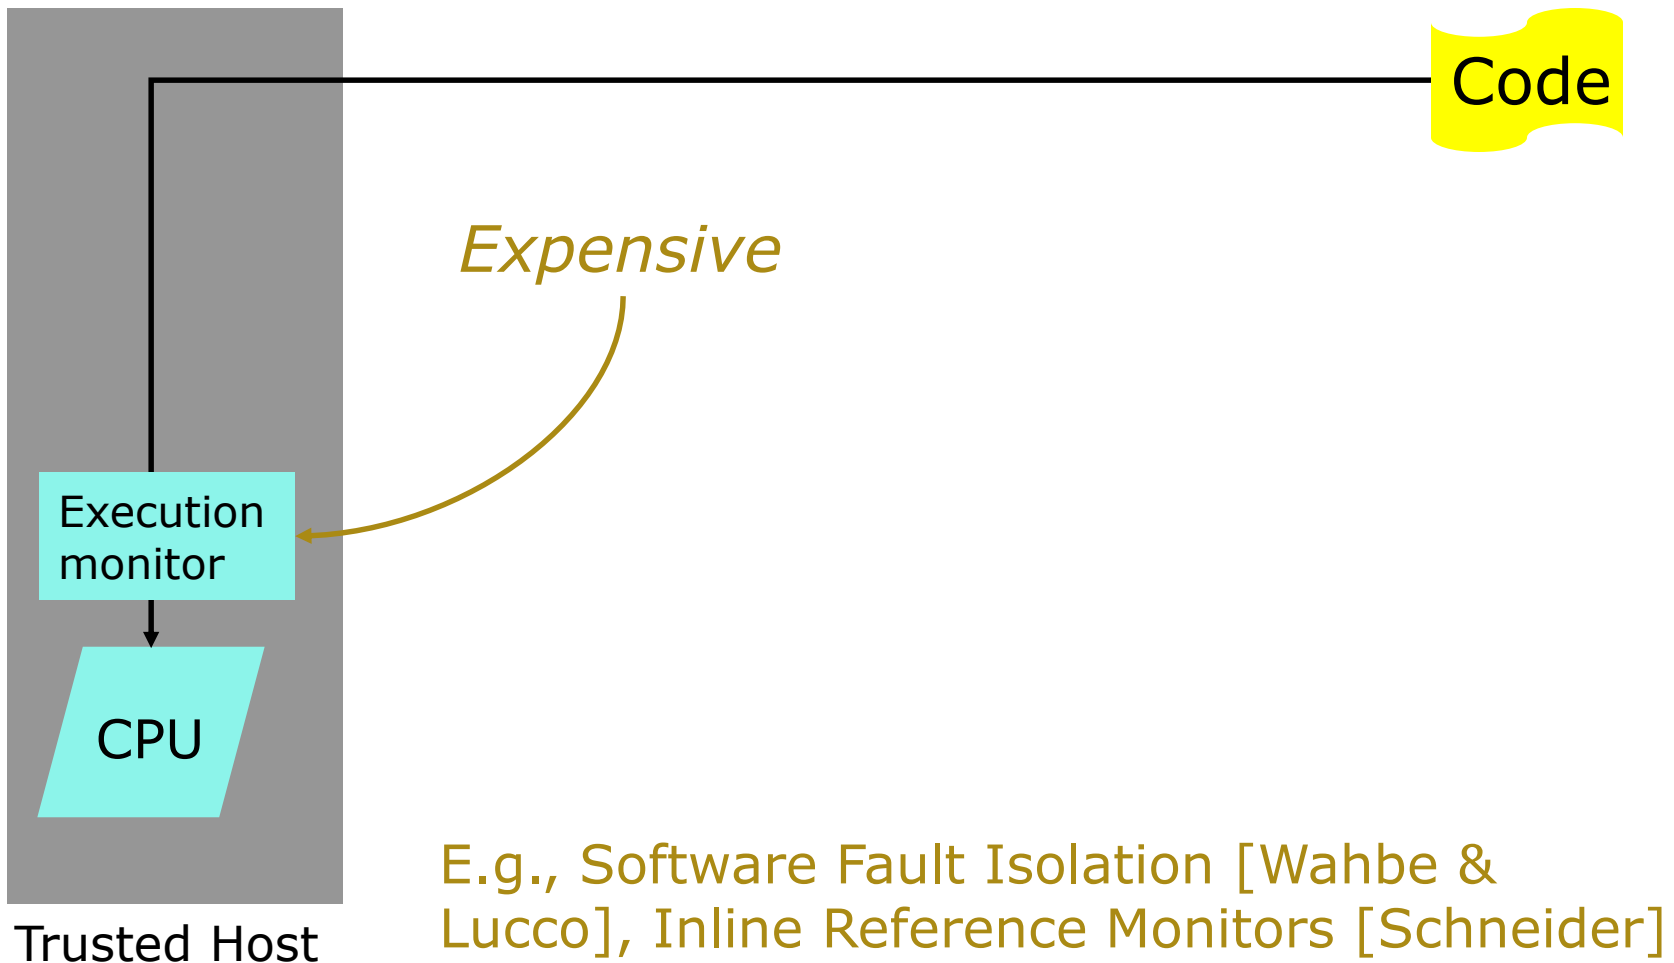 Code
Expensive
Execution
monitor
CPU
E.g., Software Fault Isolation [Wahbe &
Lucco], Inline Reference Monitors [Schneider]
Trusted Host